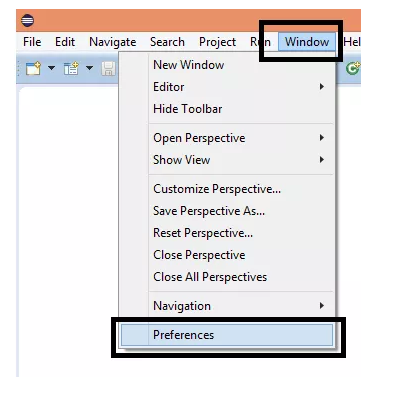 File Edit Navigate Search Project Run Window Hel
New Window
Editor
Hide Toolbar
Open Perspective
Show View
Customize Perspective...
Save Perspective As...
Reset Perspective...
Close Perspective
Close All Perspectives
Navigation
Preferences